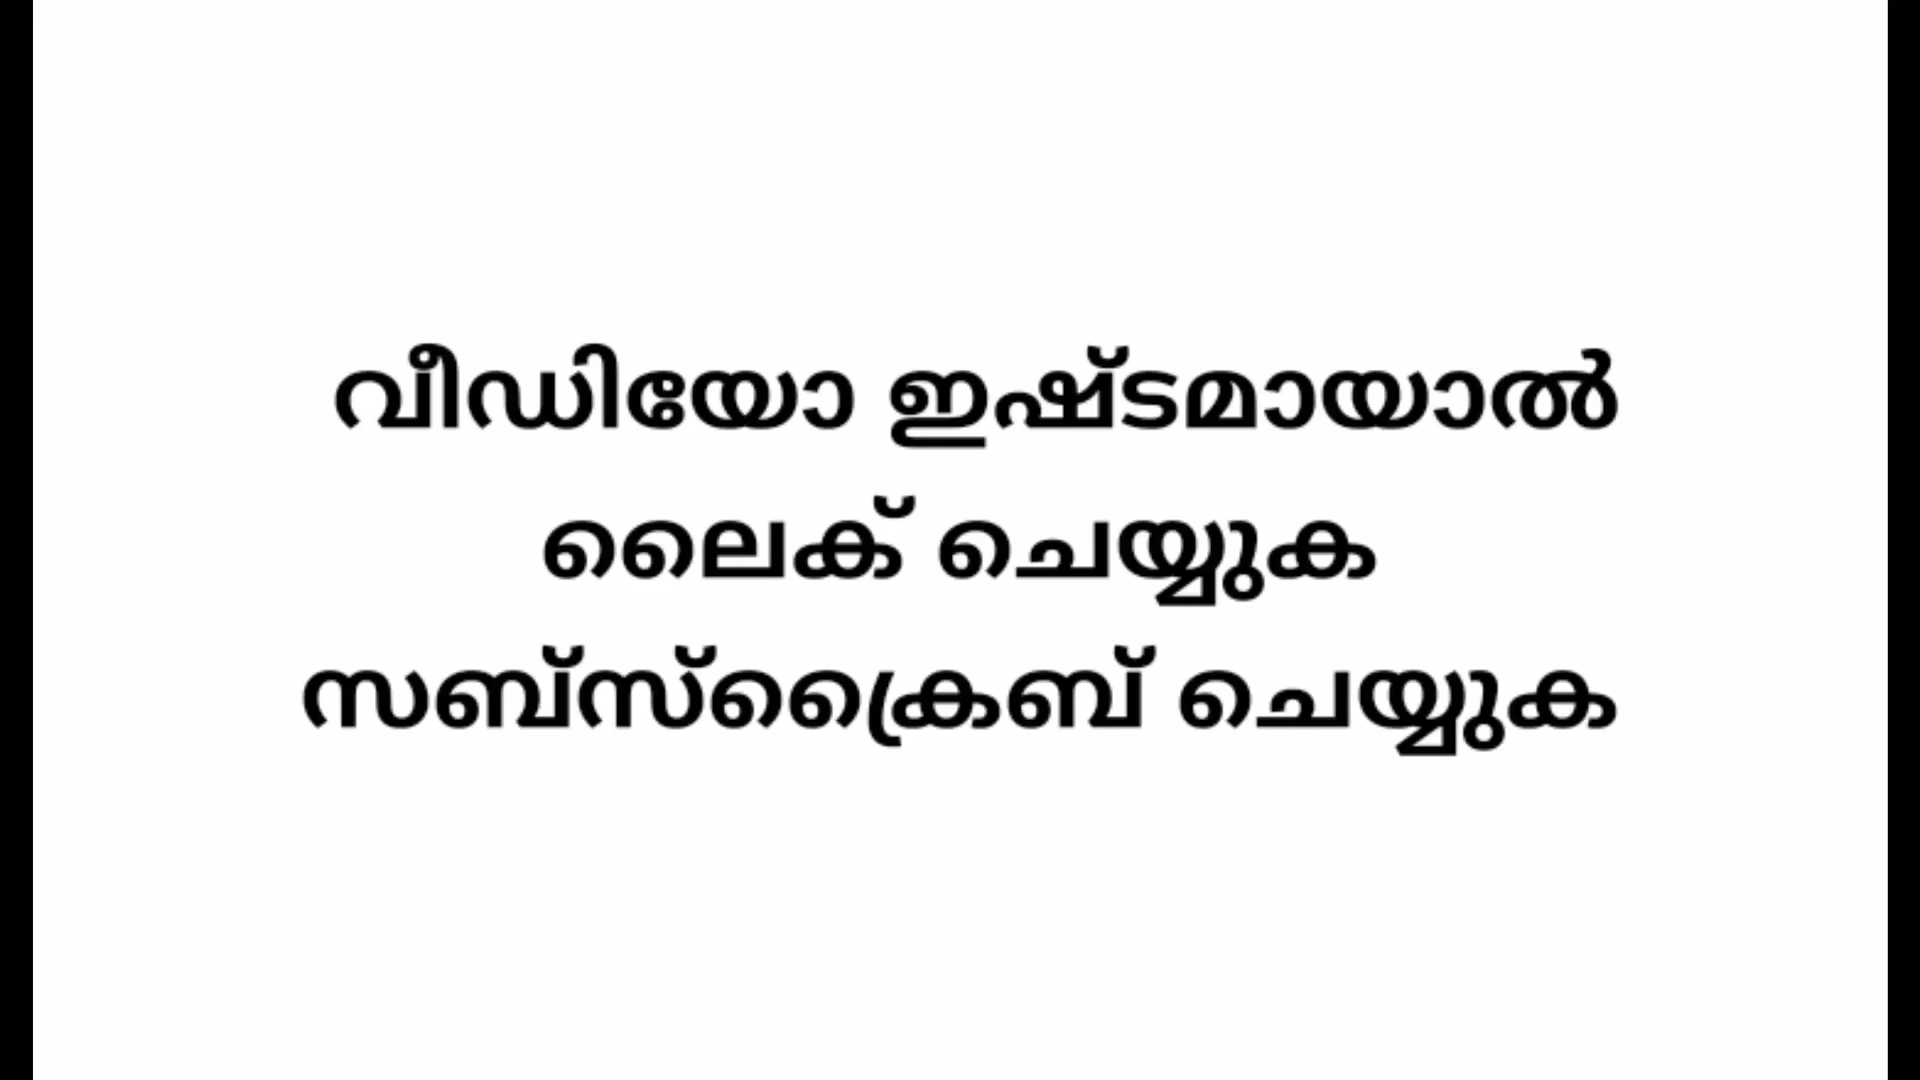 വീഡിയോ ഇഷ്ടമായാൽ
ലൈക് ചെയ്യുക
സബ്സ്ക്രൈബ് ചെയ്യുക